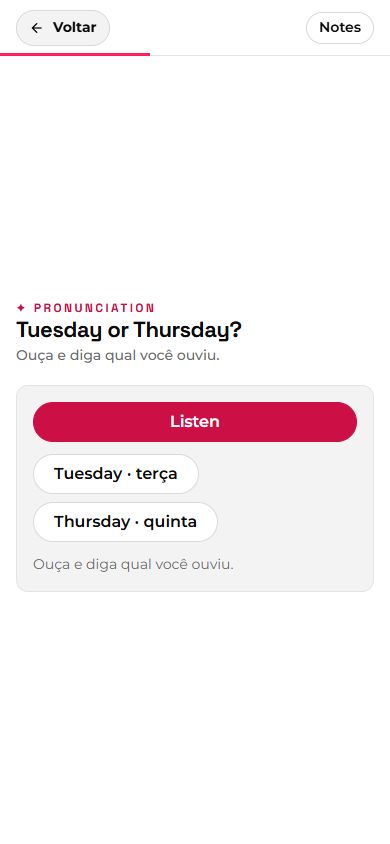 ← Voltar
Notes
✦ PRONUNCIATION
Tuesday or Thursday?
Ouça e diga qual você ouviu.
Listen
Tuesday · terça
Thursday · quinta
Ouça e diga qual você ouviu.